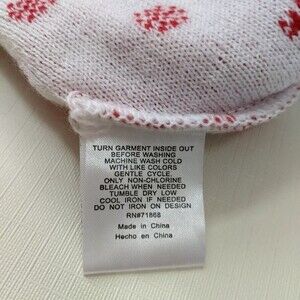 TURN GARMENT INSIDE OUT
BEFORE WASHING
MACHINE WASH COLD
WITH LIKE COLORS
GENTLE CYCLE
ONLY NON-CHLORINE
BLEACH WHEN NEEDED
TUMBLE DRY LOW
COOL IRON IF NEEDED
DO NOT IRON ON DESIGN
RN#71868
Made in China
Hecho en China